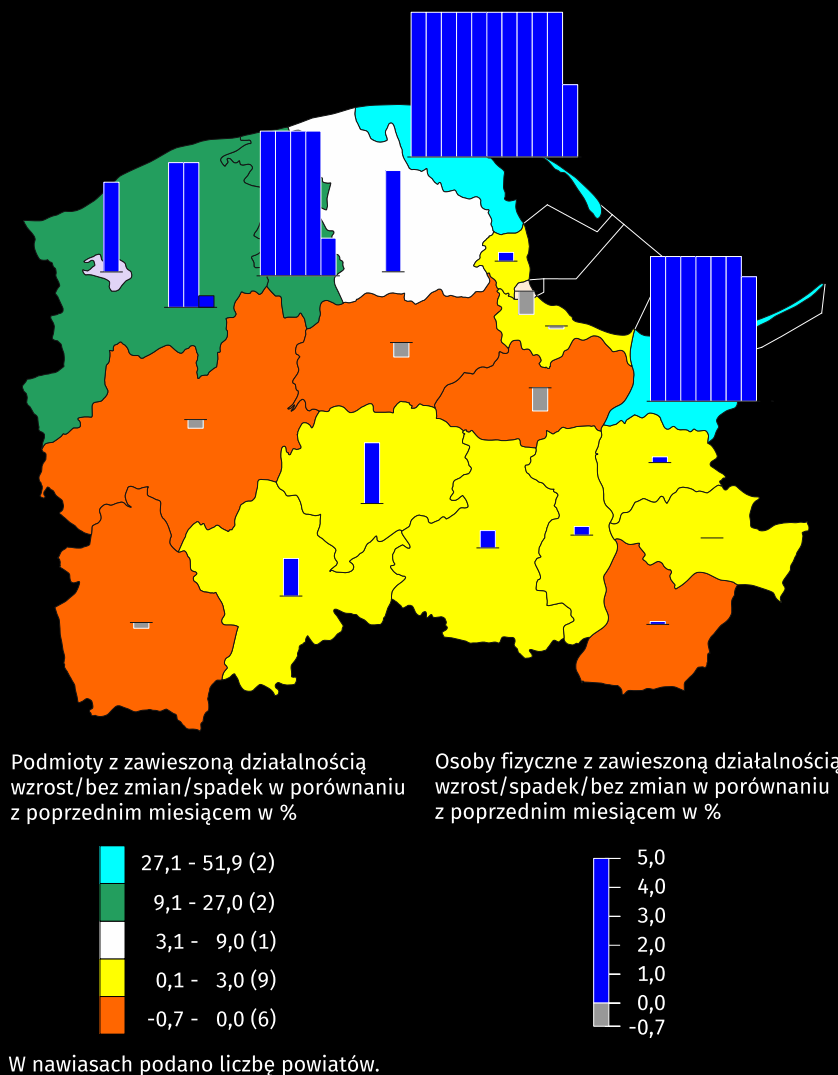 Podmioty z zawieszoną działalnością
wzrost/bez zmian/spadek w porównaniu
z poprzednim miesiącem w %
Osoby fizyczne z zawieszoną działalnością
wzrost/spadek/bez zmian w porównaniu
z poprzednim miesiącem w %
27,1 - 51,9 (2)
9,1 - 27,0 (2)
3,1 - 9,0 (1)
0,1 - 3,0 (9)
-0,7 - 0,0 (6)
5,0
4,0
3,0
2,0
1,0
0,0
-0,7
W nawiasach podano liczbę powiatów.